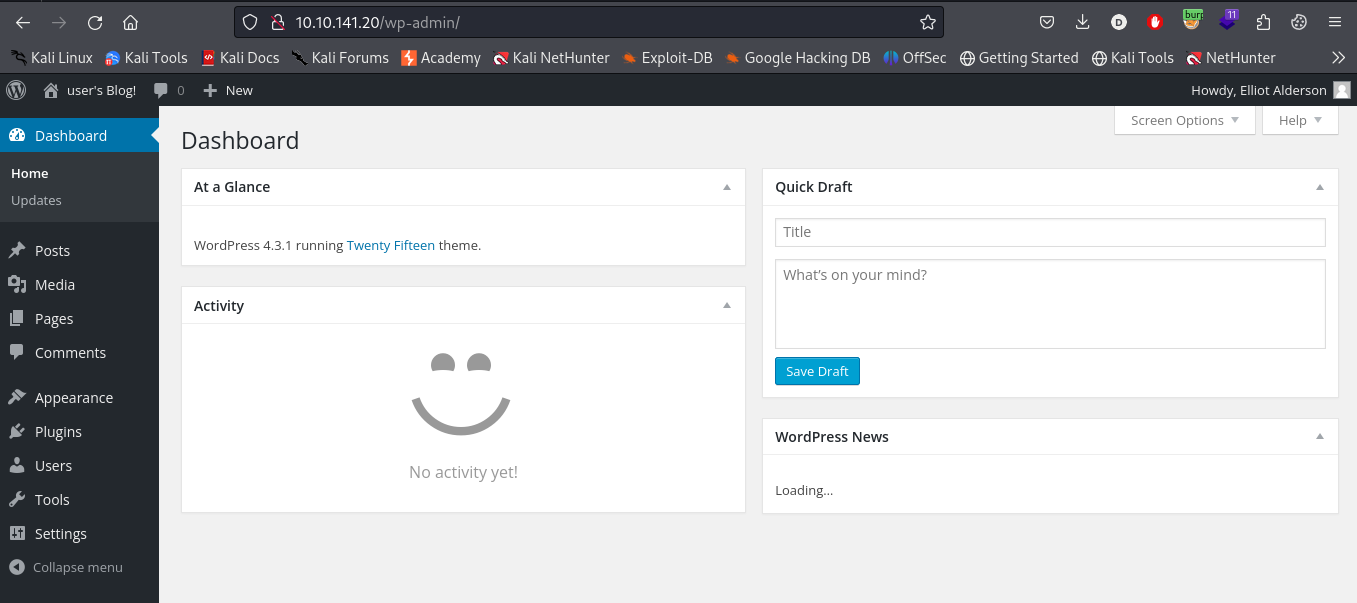 10.10.141.20/wp-admin/
D
burp
11
Kali Linux
Kali Tools
Kali Docs
Kali Forums
Academy
Kali NetHunter
Exploit-DB
Google Hacking DB
OffSec
Getting Started
Kali Tools
NetHunter
user's Blog!
0
New
Howdy, Elliot Alderson
Dashboard
Home
Updates
Posts
Media
Pages
Comments
Appearance
Plugins
Users
Tools
Settings
Collapse menu
Screen Options
Help
Dashboard
At a Glance
WordPress 4.3.1 running Twenty Fifteen theme.
Activity
No activity yet!
Quick Draft
Title
What's on your mind?
Save Draft
WordPress News
Loading...